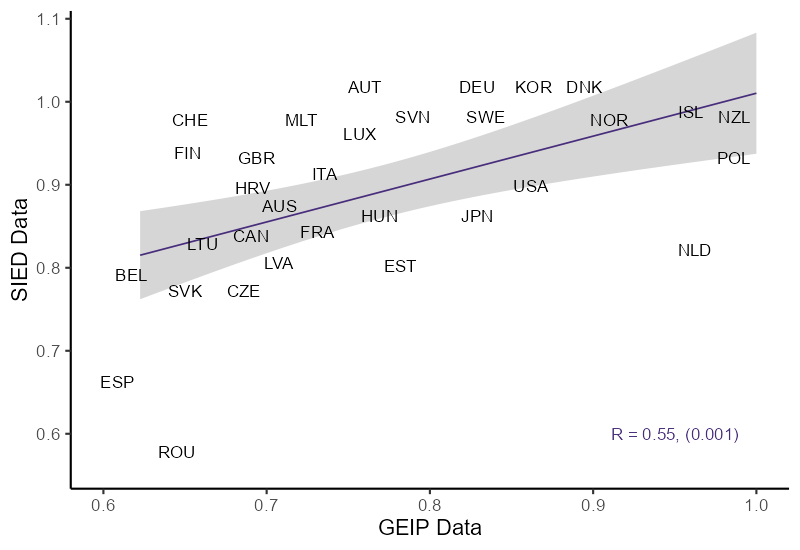 1.1
1.0
0.9
0.8
0.7
0.6
SIED Data
AUT
DEU
KOR
DNK
CHE
MLT
SVN
SWE
NOR
ISL
NZL
LUX
FIN
GBR
POL
ITA
HRV
USA
AUS
HUN
JPN
FRA
CAN
LTU
NLD
LVA
EST
BEL
SVK
CZE
ESP
ROU
R = 0.55, (0.001)
0.6
0.7
0.8
0.9
1.0
GEIP Data